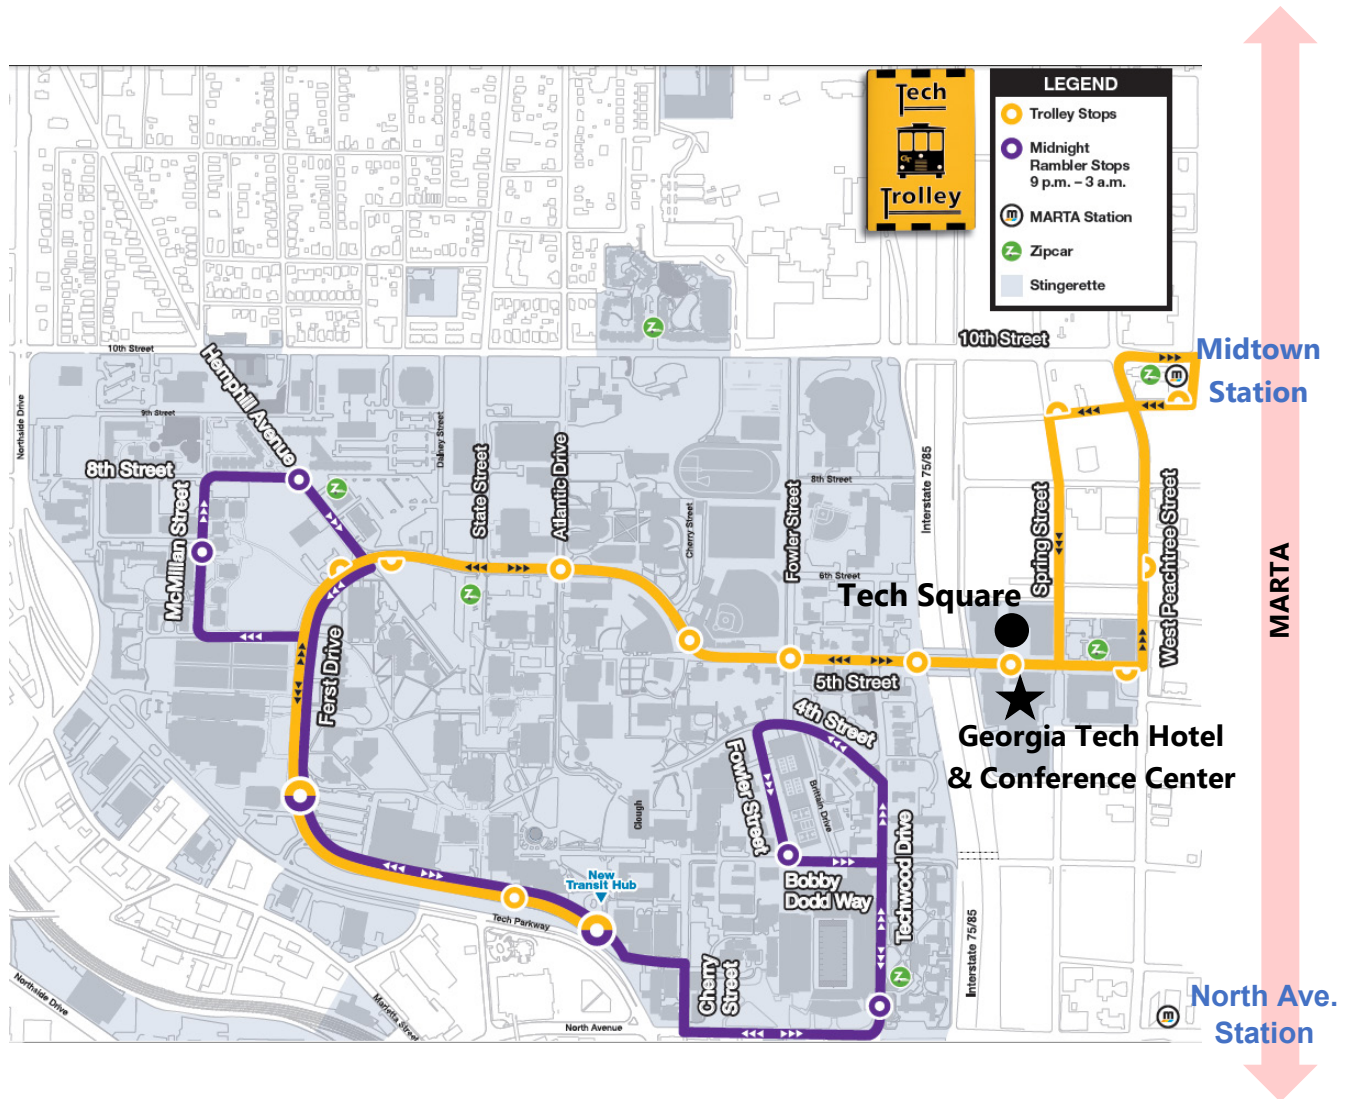 Tech
GT
Trolley
LEGEND
Trolley Stops
Midnight
Rambler Stops
9 p.m. – 3 a.m.
m
MARTA Station
Z
Zipcar
Stingerette
10th Street
Midtown
Station
Z
m
Z
10th Street
Hemphill Avenue
Northside Drive
9th Street
Dalney Street
8th Street
McMillan Street
Z
State Street
Atlantic Drive
Cherry Street
Fowler Street
8th Street
6th Street
Interstate 75/85
Spring Street
West Peachtree Street
MARTA
Z
Tech Square
Z
5th Street
Ferst Drive
Georgia Tech Hotel
& Conference Center
4th Street
Fowler Street
Brittain Drive
Clough
Techwood Drive
Bobby
Dodd Way
New
Transit Hub
Tech Parkway
Cherry
Street
Z
Interstate 75/85
Northside Drive
Marietta Street
North Avenue
m
North Ave.
Station